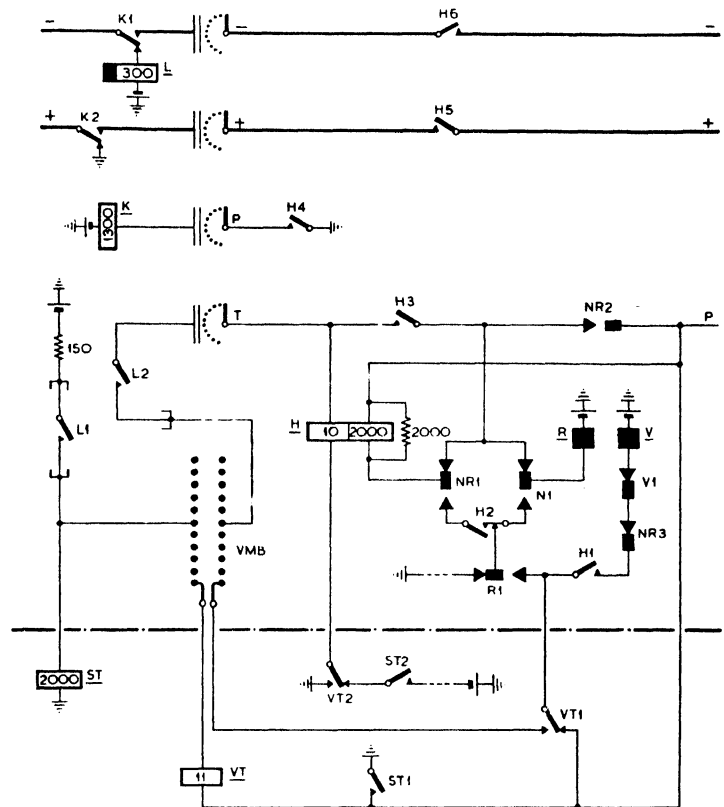 - K1 - H6 -
300 L
+ K2 + H5 +
K
1300 P H4
T H3 NR2 P
150
L2
L1
H 10 2000 2000
R V
NR1 N1 V1
H2
VMB NR3
H1
R1
2000 ST
ST2
VT2
VT1
11 VT ST1